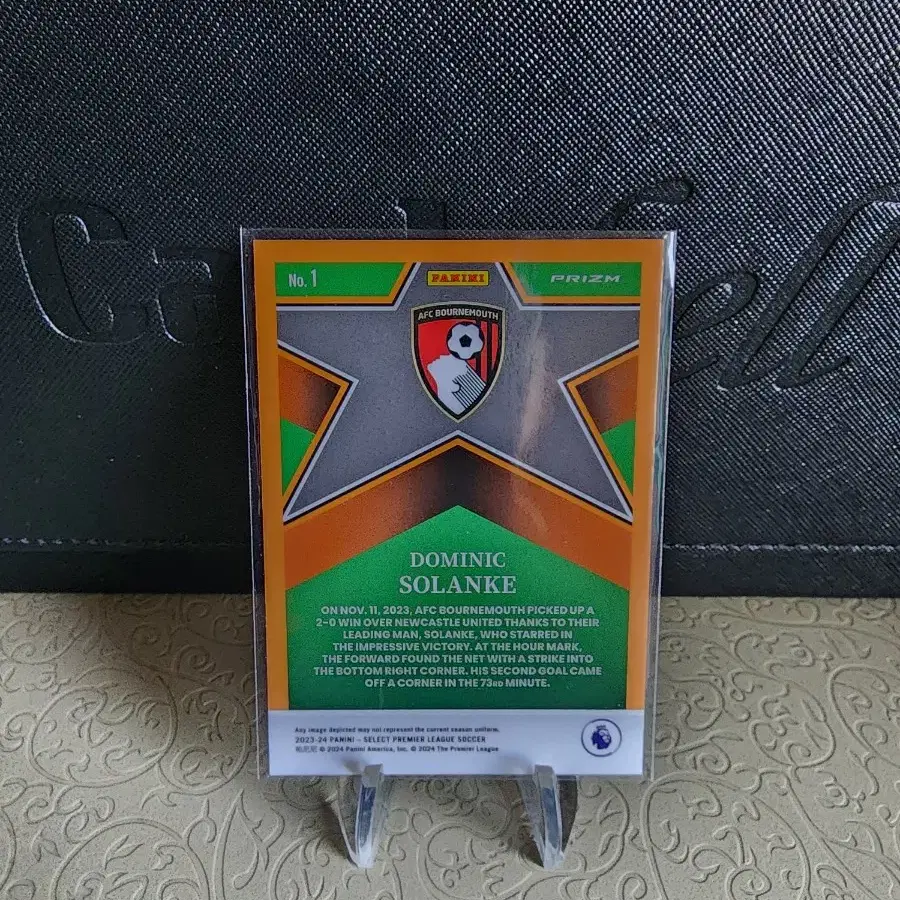 No. 1
PANINI
PRIZM
AFC BOURNEMOUTH
DOMINIC
SOLANKE
ON NOV. 11, 2023, AFC BOURNEMOUTH PICKED UP A
2-0 WIN OVER NEWCASTLE UNITED THANKS TO THEIR
LEADING MAN, SOLANKE, WHO STARRED IN
THE IMPRESSIVE VICTORY. AT THE HOUR MARK,
THE FORWARD FOUND THE NET WITH A STRIKE INTO
THE BOTTOM RIGHT CORNER. HIS SECOND GOAL CAME
OFF A CORNER IN THE 73RD MINUTE.
Any image depicted may not represent the current season uniform.
2023-24 PANINI - SELECT PREMIER LEAGUE SOCCER
帕尼尼 © 2024 Panini America, Inc. © 2024 The Premier League